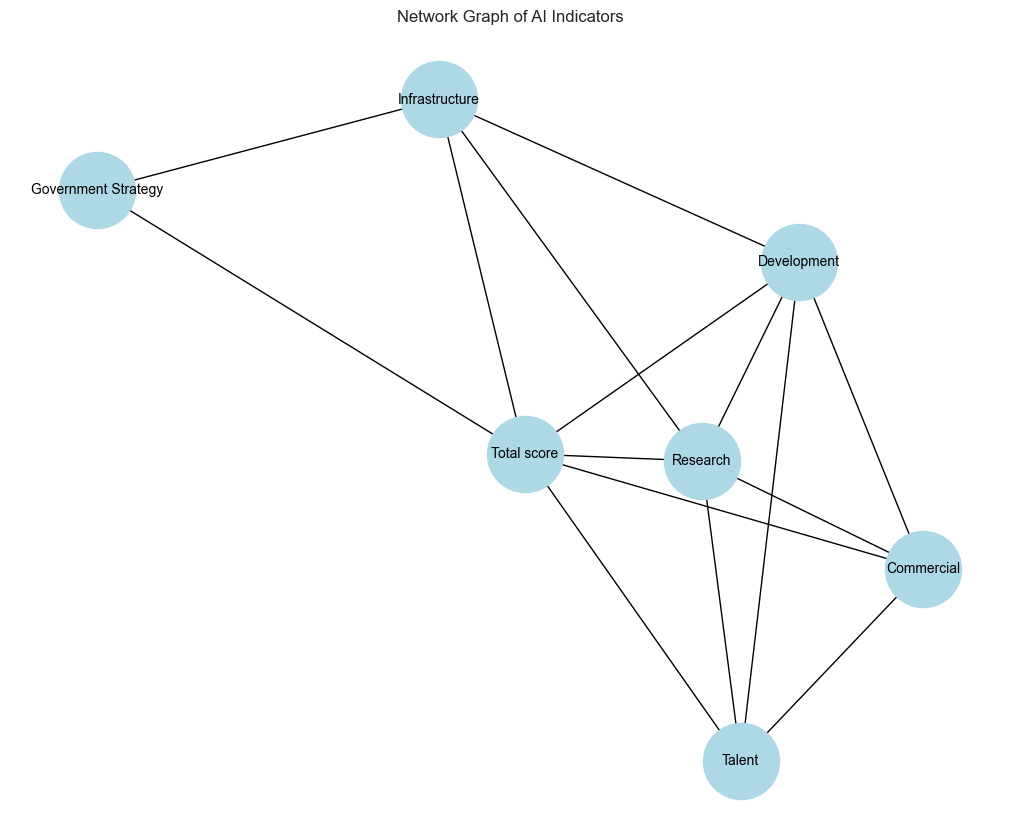 Network Graph of AI Indicators
Infrastructure
Government Strategy
Development
Total score
Research
Commercial
Talent